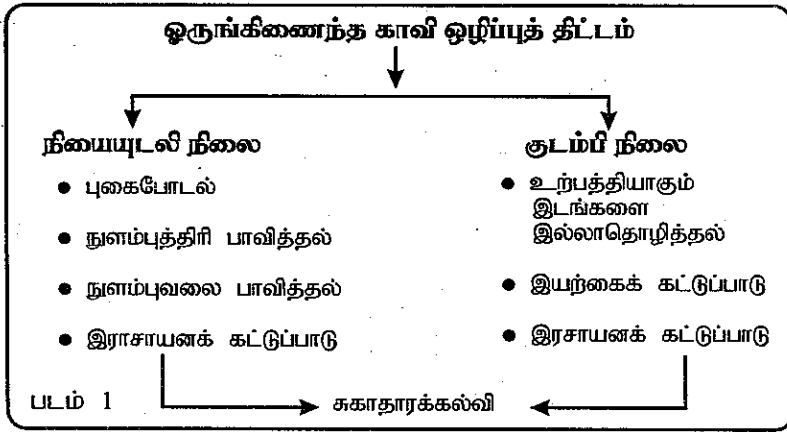 ஓருங்கிணைந்த காவி ஒழிப்புத் திட்டம்
நியையுடலி நிலை
● புகைபோடல்
● நுளம்புத்திரி பாவித்தல்
● நுளம்புவலை பாவித்தல்
● இராசாயனக் கட்டுப்பாடு
குடம்பி நிலை
● உற்பத்தியாகும்
இடங்களை
இல்லாதொழித்தல்
● இயற்கைக் கட்டுப்பாடு
● இரசாயனக் கட்டுப்பாடு
படம் 1
சுகாதாரக்கல்வி